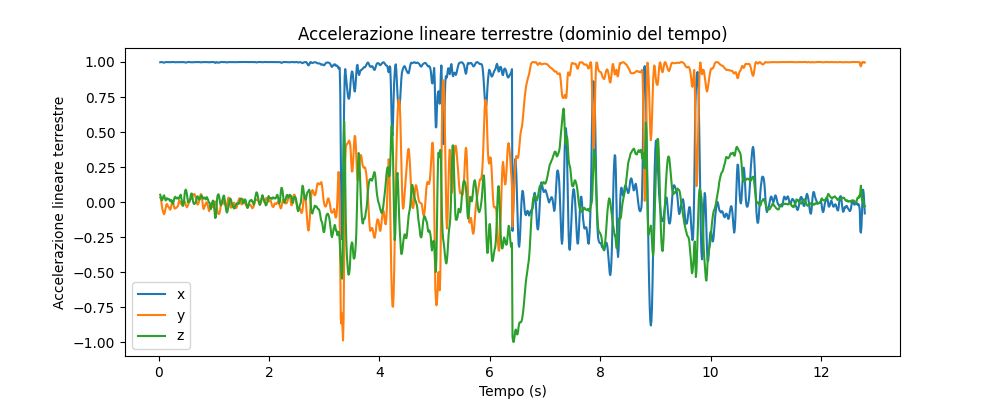 Accelerazione lineare terrestre (dominio del tempo)
Accelerazione lineare terrestre
1.00
0.75
0.50
0.25
0.00
−0.25
−0.50
−0.75
−1.00
x
y
z
0 2 4 6 8 10 12
Tempo (s)